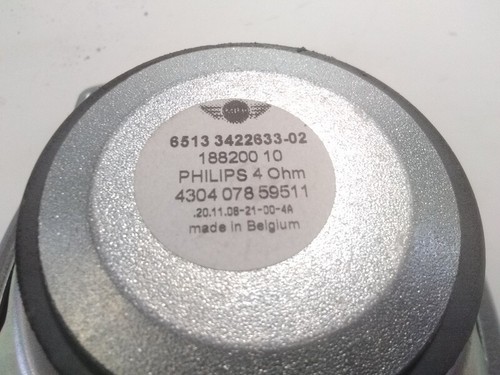 6513 3422633-02
188200 10
PHILIPS 4 Ohm
4304 078 59511
.20.11.08-21-00-4A
made in Belgium